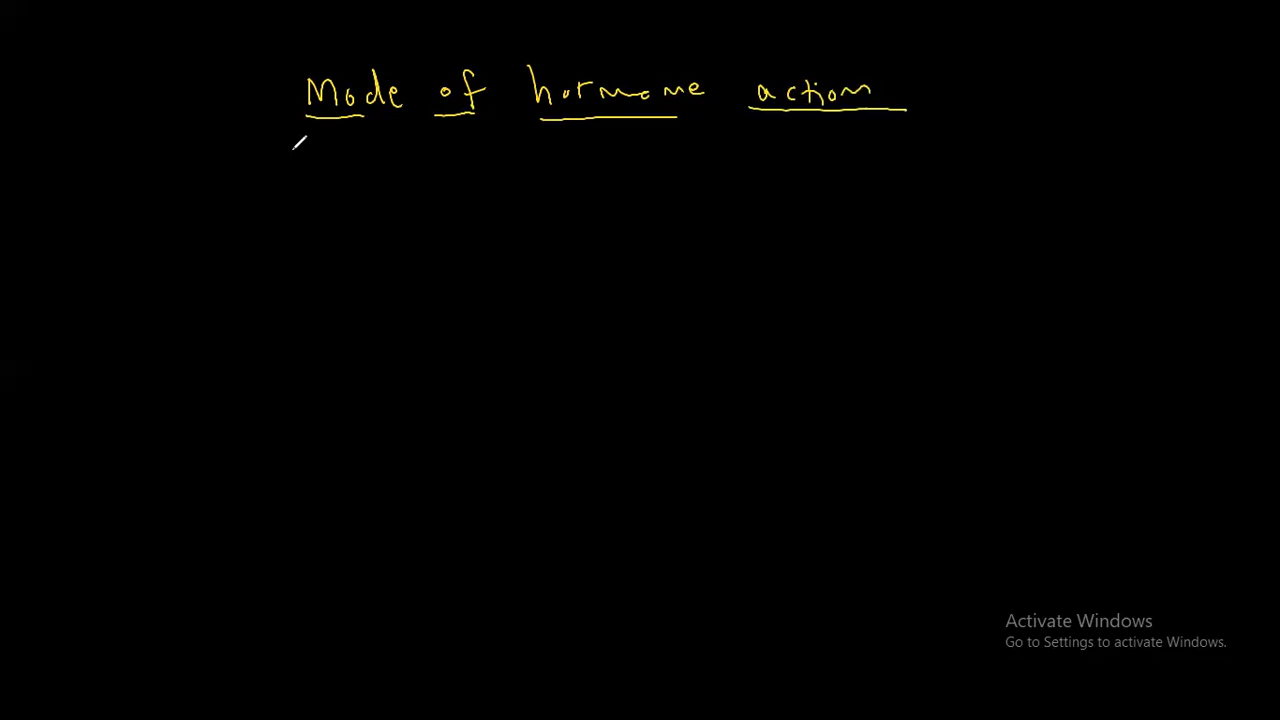 Mode of hormone action
Activate Windows
Go to Settings to activate Windows.